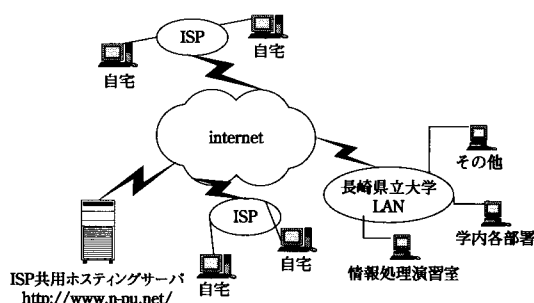 ISP
自宅
自宅
internet
その他
長崎県立大学
LAN
ISP
学内各部署
自宅
自宅
情報処理演習室
ISP共用ホスティングサーバ
http://www.n-pu.net/